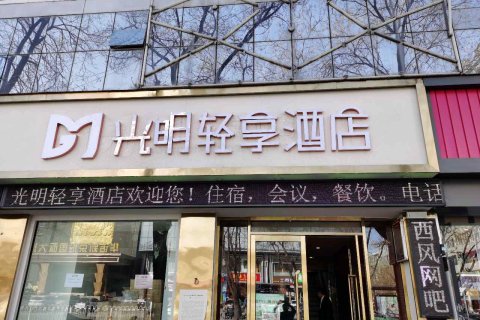 光明轻享酒店
光明轻享酒店欢迎您！住宿，会议，餐饮。电话
西风网吧